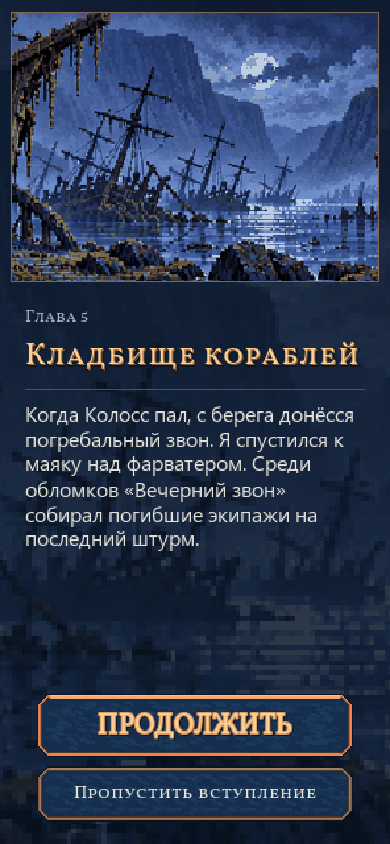 Глава 5
Кладбище кораблей
Когда Колосс пал, с берега донёсся
погребальный звон. Я спустился к
маяку над фарватером. Среди
обломков «Вечерний звон»
собирал погибшие экипажи на
последний штурм.
ПРОДОЛЖИТЬ
Пропустить вступление